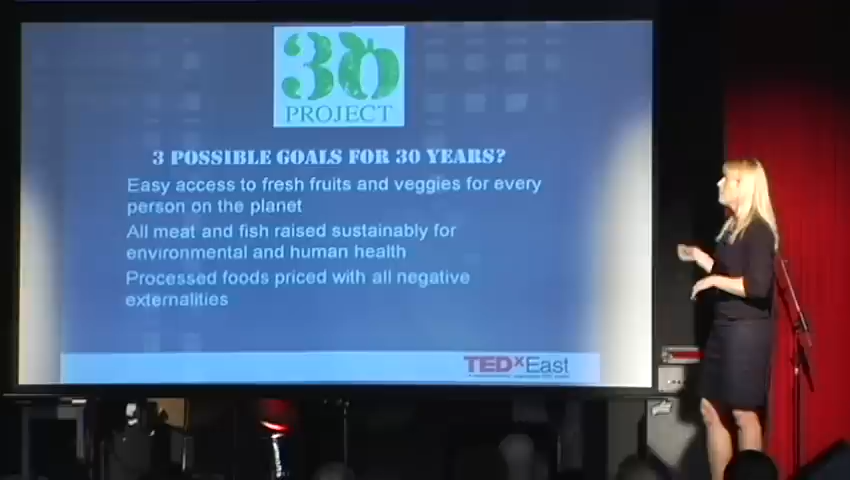 30
PROJECT
3 POSSIBLE GOALS FOR 30 YEARS?
Easy access to fresh fruits and veggies for every
person on the planet
All meat and fish raised sustainably for
environmental and human health
Processed foods priced with all negative
externalities
TEDxEast